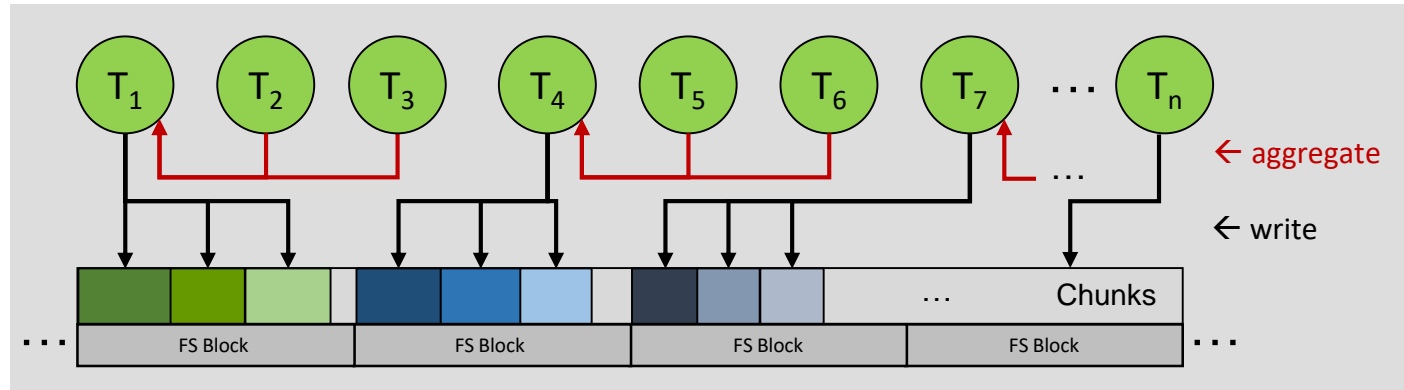 T1 T2 T3 T4 T5 T6 T7 ... Tn
← aggregate
...
← write
... Chunks
... FS Block FS Block FS Block FS Block ...